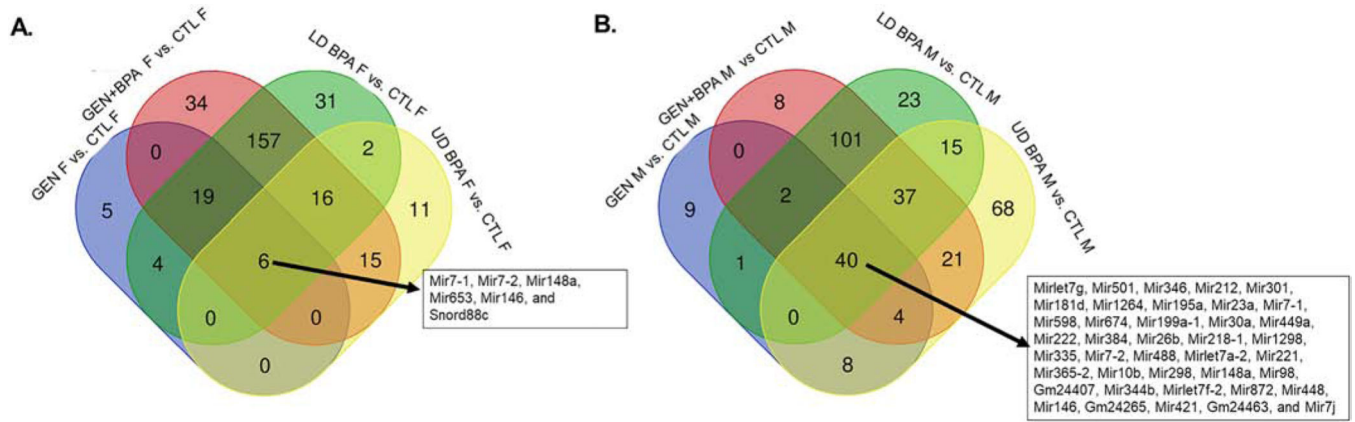 A.
GEN F vs. CTL F
GEN+BPA F vs. CTL F
LD BPA F vs. CTL F
UD BPA F vs. CTL F
34
31
0
157
2
5
19
16
11
4
6
15
0
0
0
Mir7-1, Mir7-2, Mir148a,
Mir653, Mir146, and
Snord88c
B.
GEN M vs. CTL M
GEN+BPA M vs CTL M
LD BPA M vs. CTL M
UD BPA M vs. CTL M
8
23
0
101
15
9
2
37
68
1
40
21
0
4
8
Mirlet7g, Mir501, Mir346, Mir212, Mir301,
Mir181d, Mir1264, Mir195a, Mir23a, Mir7-1,
Mir598, Mir674, Mir199a-1, Mir30a, Mir449a,
Mir222, Mir384, Mir26b, Mir218-1, Mir1298,
Mir335, Mir7-2, Mir488, Mirlet7a-2, Mir221,
Mir365-2, Mir10b, Mir298, Mir148a, Mir98,
Gm24407, Mir344b, Mirlet7f-2, Mir872, Mir448,
Mir146, Gm24265, Mir421, Gm24463, and Mir7j